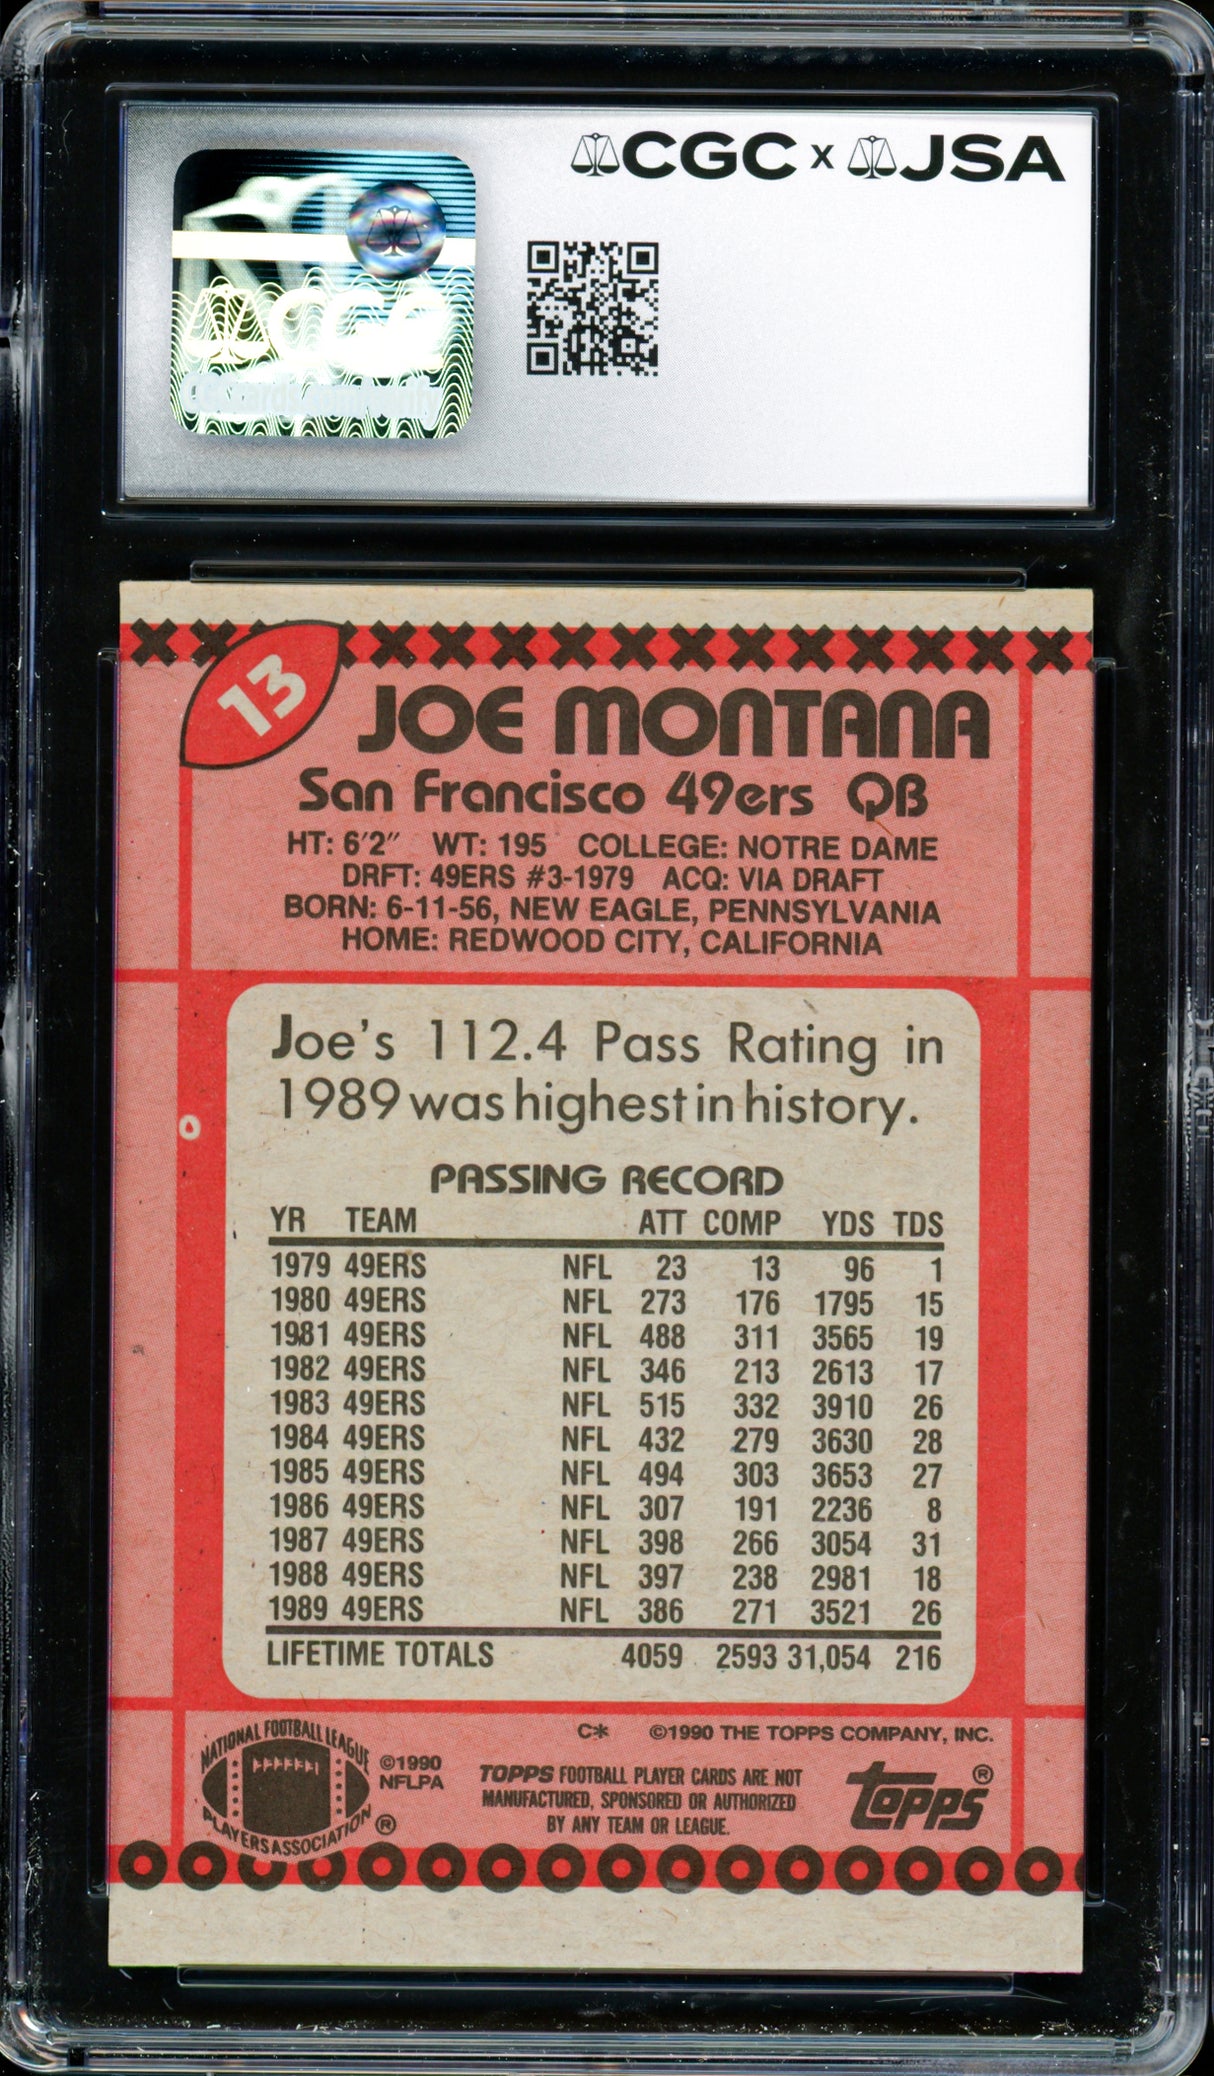 CGC x JSA
CGC
13
JOE MONTANA
San Francisco 49ers QB
HT: 6'2" WT: 195 COLLEGE: NOTRE DAME
DRFT: 49ERS #3-1979 ACQ: VIA DRAFT
BORN: 6-11-56, NEW EAGLE, PENNSYLVANIA
HOME: REDWOOD CITY, CALIFORNIA
Joe's 112.4 Pass Rating in
1989 was highest in history.
PASSING RECORD
YR TEAM ATT COMP YDS TDS
1979 49ERS NFL 23 13 96 1
1980 49ERS NFL 273 176 1795 15
1981 49ERS NFL 488 311 3565 19
1982 49ERS NFL 346 213 2613 17
1983 49ERS NFL 515 332 3910 26
1984 49ERS NFL 432 279 3630 28
1985 49ERS NFL 494 303 3653 27
1986 49ERS NFL 307 191 2236 8
1987 49ERS NFL 398 266 3054 31
1988 49ERS NFL 397 238 2981 18
1989 49ERS NFL 386 271 3521 26
LIFETIME TOTALS 4059 2593 31,054 216
C* ©1990 THE TOPPS COMPANY, INC.
NATIONAL FOOTBALL LEAGUE
PLAYERS ASSOCIATION ®
©1990
NFLPA
TOPPS FOOTBALL PLAYER CARDS ARE NOT
MANUFACTURED, SPONSORED OR AUTHORIZED
BY ANY TEAM OR LEAGUE.
topps®